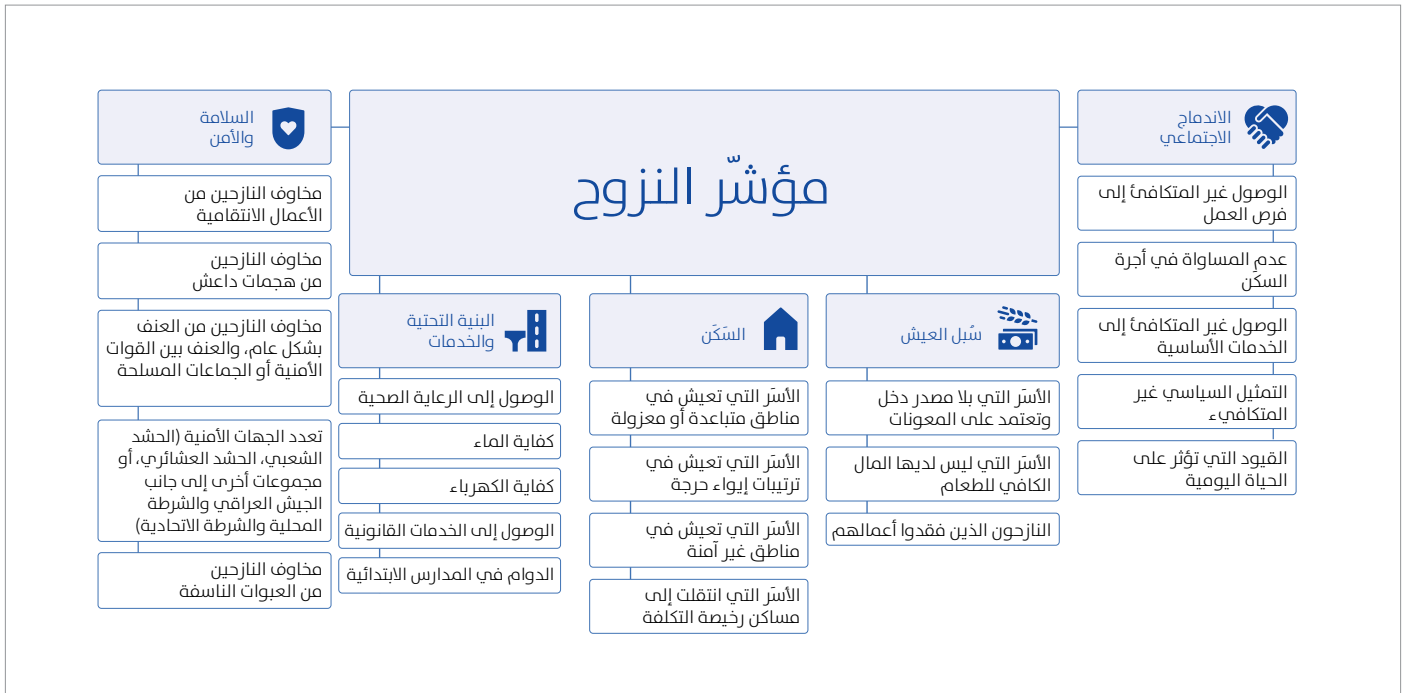 مؤشّر النزوح
الاندماج
الاجتماعي
الوصول غير المتكافئ إلى
فرص العمل
عدم المساواة في أجرة
السكَن
الوصول غير المتكافئ إلى
الخدمات الأساسية
التمثيل السياسي غير
المتكافيء
القيود التي تؤثر على
الحياة اليومية
سُبل العيش
الأسَر التي بلا مصدر دخل
وتعتمد على المعونات
الأسَر التي ليس لديها المال
الكافي للطعام
النازحون الذين فقدوا أعمالهم
السَكَن
الأسَر التي تعيش في
مناطق متباعدة أو معزولة
الأسَر التي تعيش في
ترتيبات إيواء حرجة
الأسَر التي تعيش في
مناطق غير آمنة
الأسَر التي انتقلت إلى
مساكن رخيصة التكلفة
البنية التحتية
والخدمات
الوصول إلى الرعاية الصحية
كفاية الماء
كفاية الكهرباء
الوصول إلى الخدمات القانونية
الدوام في المدارس الابتدائية
السلامة
والأمن
مخاوف النازحين من
الأعمال الانتقامية
مخاوف النازحين
من هجمات داعش
مخاوف النازحين من العنف
بشكل عام، والعنف بين القوات
الأمنية أو الجماعات المسلحة
تعدد الجهات الأمنية (الحشد
الشعبي، الحشد العشائري، أو
مجموعات أخرى إلى جانب
الجيش العراقي والشرطة
المحلية والشرطة الاتحادية)
مخاوف النازحين
من العبوات الناسفة